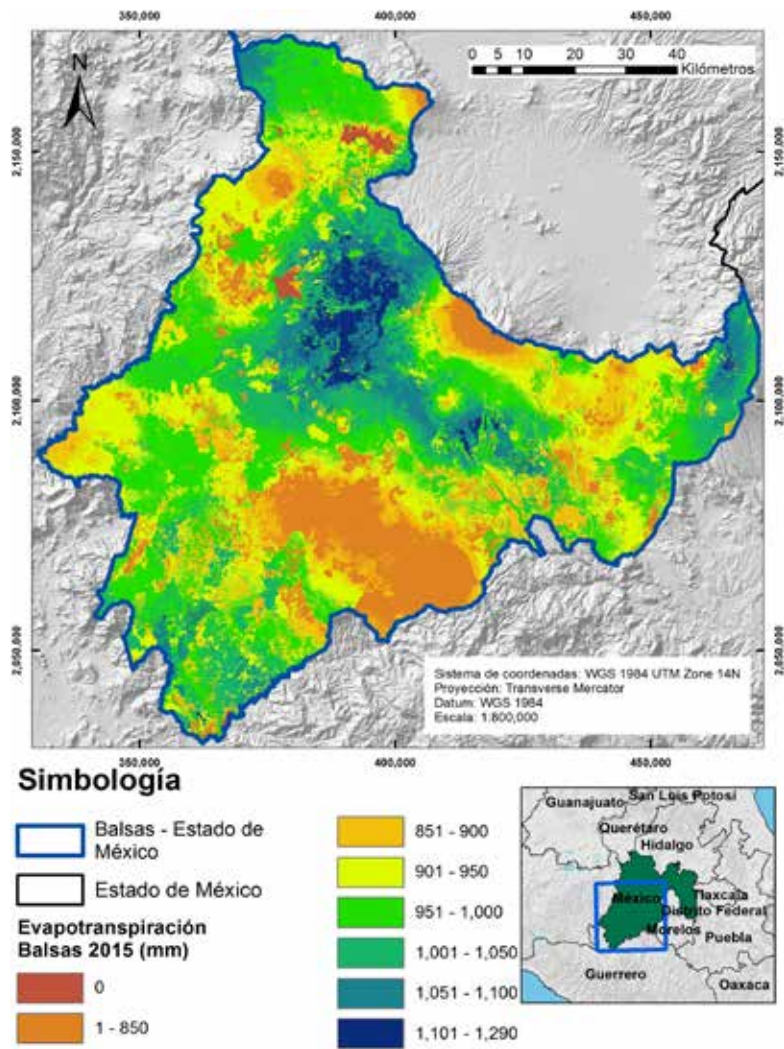 350,000
400,000
450,000
N
0 5 10 20 30 40
Kilómetros
2,150,000
2,150,000
2,100,000
2,100,000
2,050,000
2,050,000
Sistema de coordenadas: WGS 1984 UTM Zone 14N
Proyección: Transverse Mercator
Datum: WGS 1984
Escala: 1:800,000
350,000
400,000
450,000
Simbología
Balsas - Estado de
México
Estado de México
Evapotranspiración
Balsas 2015 (mm)
0
1 - 850
851 - 900
901 - 950
951 - 1,000
1,001 - 1,050
1,051 - 1,100
1,101 - 1,290
San Luis Potosí
Guanajuato
Querétaro
Hidalgo
México
Tlaxcala
Distrito Federal
Morelos
Puebla
Guerrero
Oaxaca